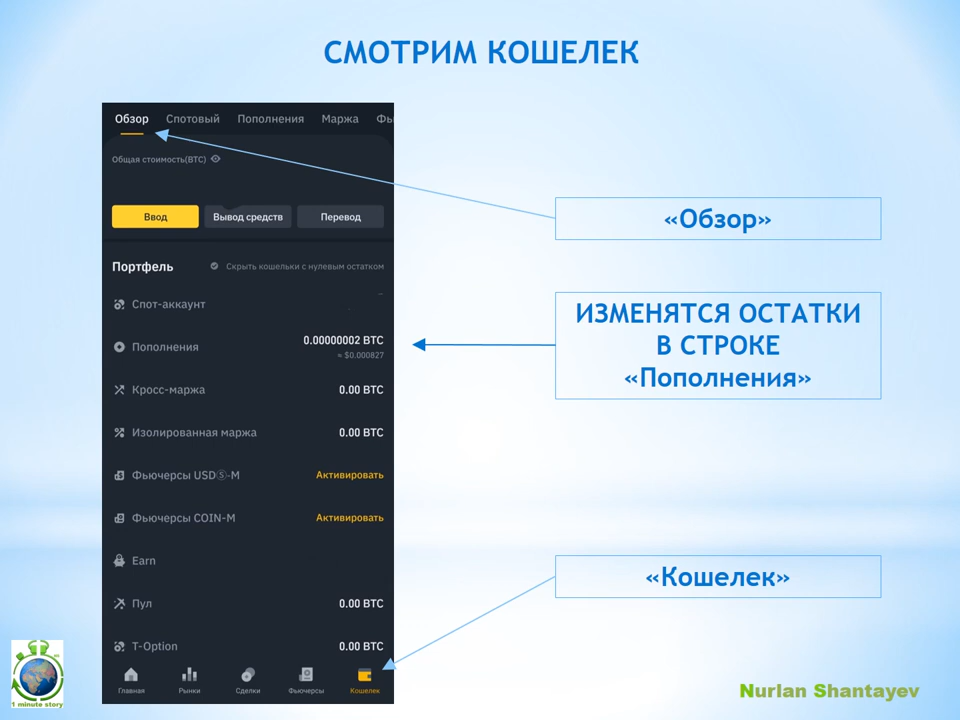 СМОТРИМ КОШЕЛЕК
Обзор Спотовый Пополнения Маржа Фы
Общая стоимость(BTC)
Ввод Вывод средств Перевод
Портфель Скрыть кошельки с нулевым остатком
Спот-аккаунт
Пополнения 0.00000002 BTC
≈ $0.000827
Кросс-маржа 0.00 BTC
Изолированная маржа 0.00 BTC
Фьючерсы USDⓈ-M Активировать
Фьючерсы COIN-M Активировать
Earn
Пул 0.00 BTC
T-Option 0.00 BTC
Главная Рынки Сделки Фьючерсы Кошелек
«Обзор»
ИЗМЕНЯТСЯ ОСТАТКИ
В СТРОКЕ
«Пополнения»
«Кошелек»
1 minute story
Nurlan Shantayev